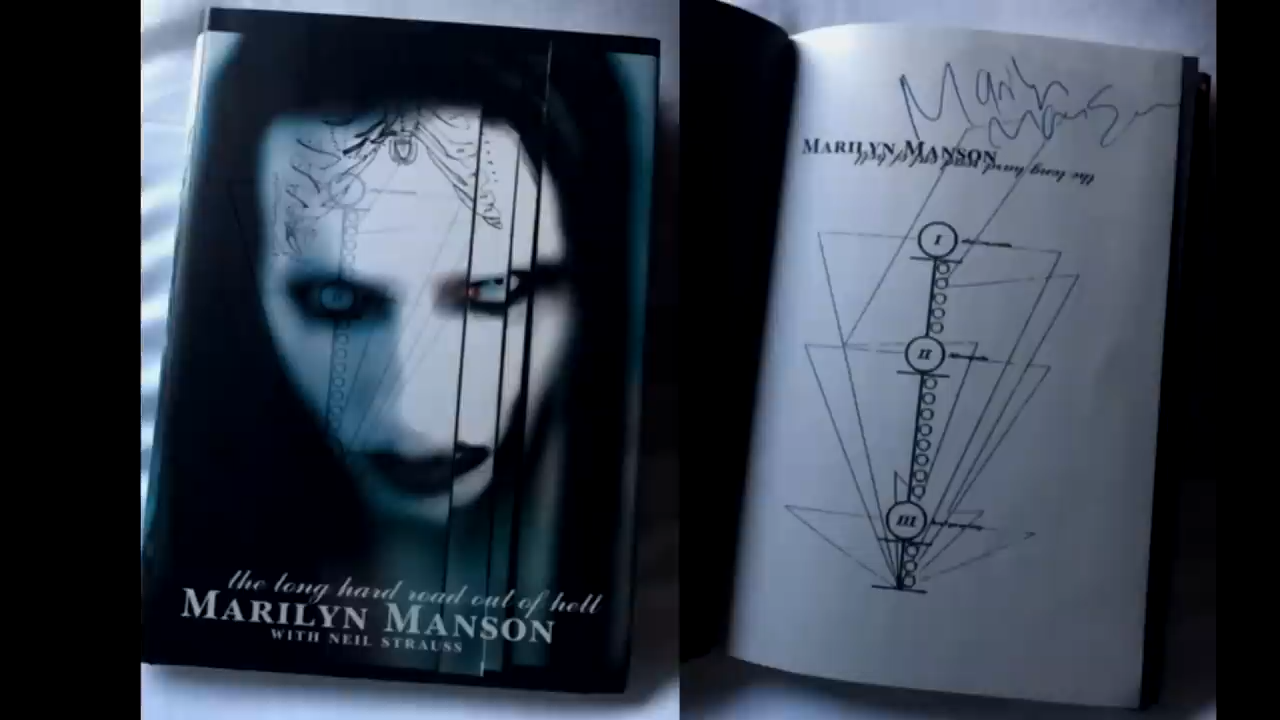 the long hard road out of hell
MARILYN MANSON
WITH NEIL STRAUSS
Marilyn
Manson
MARILYN MANSON
the long hard road out of hell
I
II
III